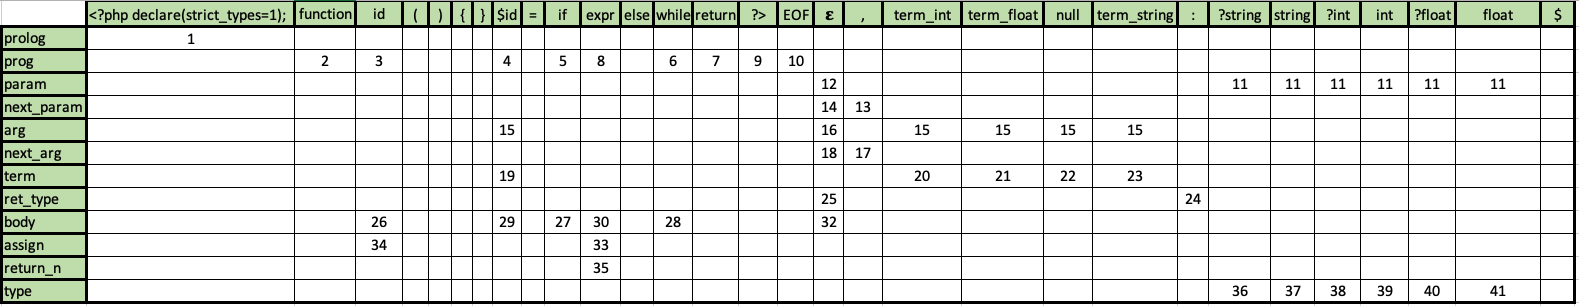 <?php declare(strict_types=1); function id ( ) { } $id = if expr else while return ?> EOF ε , term_int term_float null term_string : ?string string ?int int ?float float $
prolog 1
prog 2 3 4 5 8 6 7 9 10
param 12 11 11 11 11 11 11
next_param 14 13
arg 15 16 15 15 15 15
next_arg 18 17
term 19 20 21 22 23
ret_type 25 24
body 26 29 27 30 28 32
assign 34 33
return_n 35
type 36 37 38 39 40 41